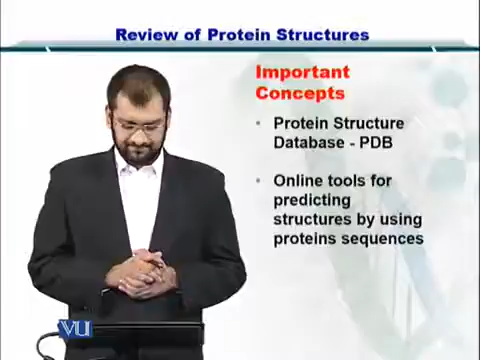 Review of Protein Structures
Important
Concepts
• Protein Structure
Database - PDB
• Online tools for
predicting
structures by using
proteins sequences
VU